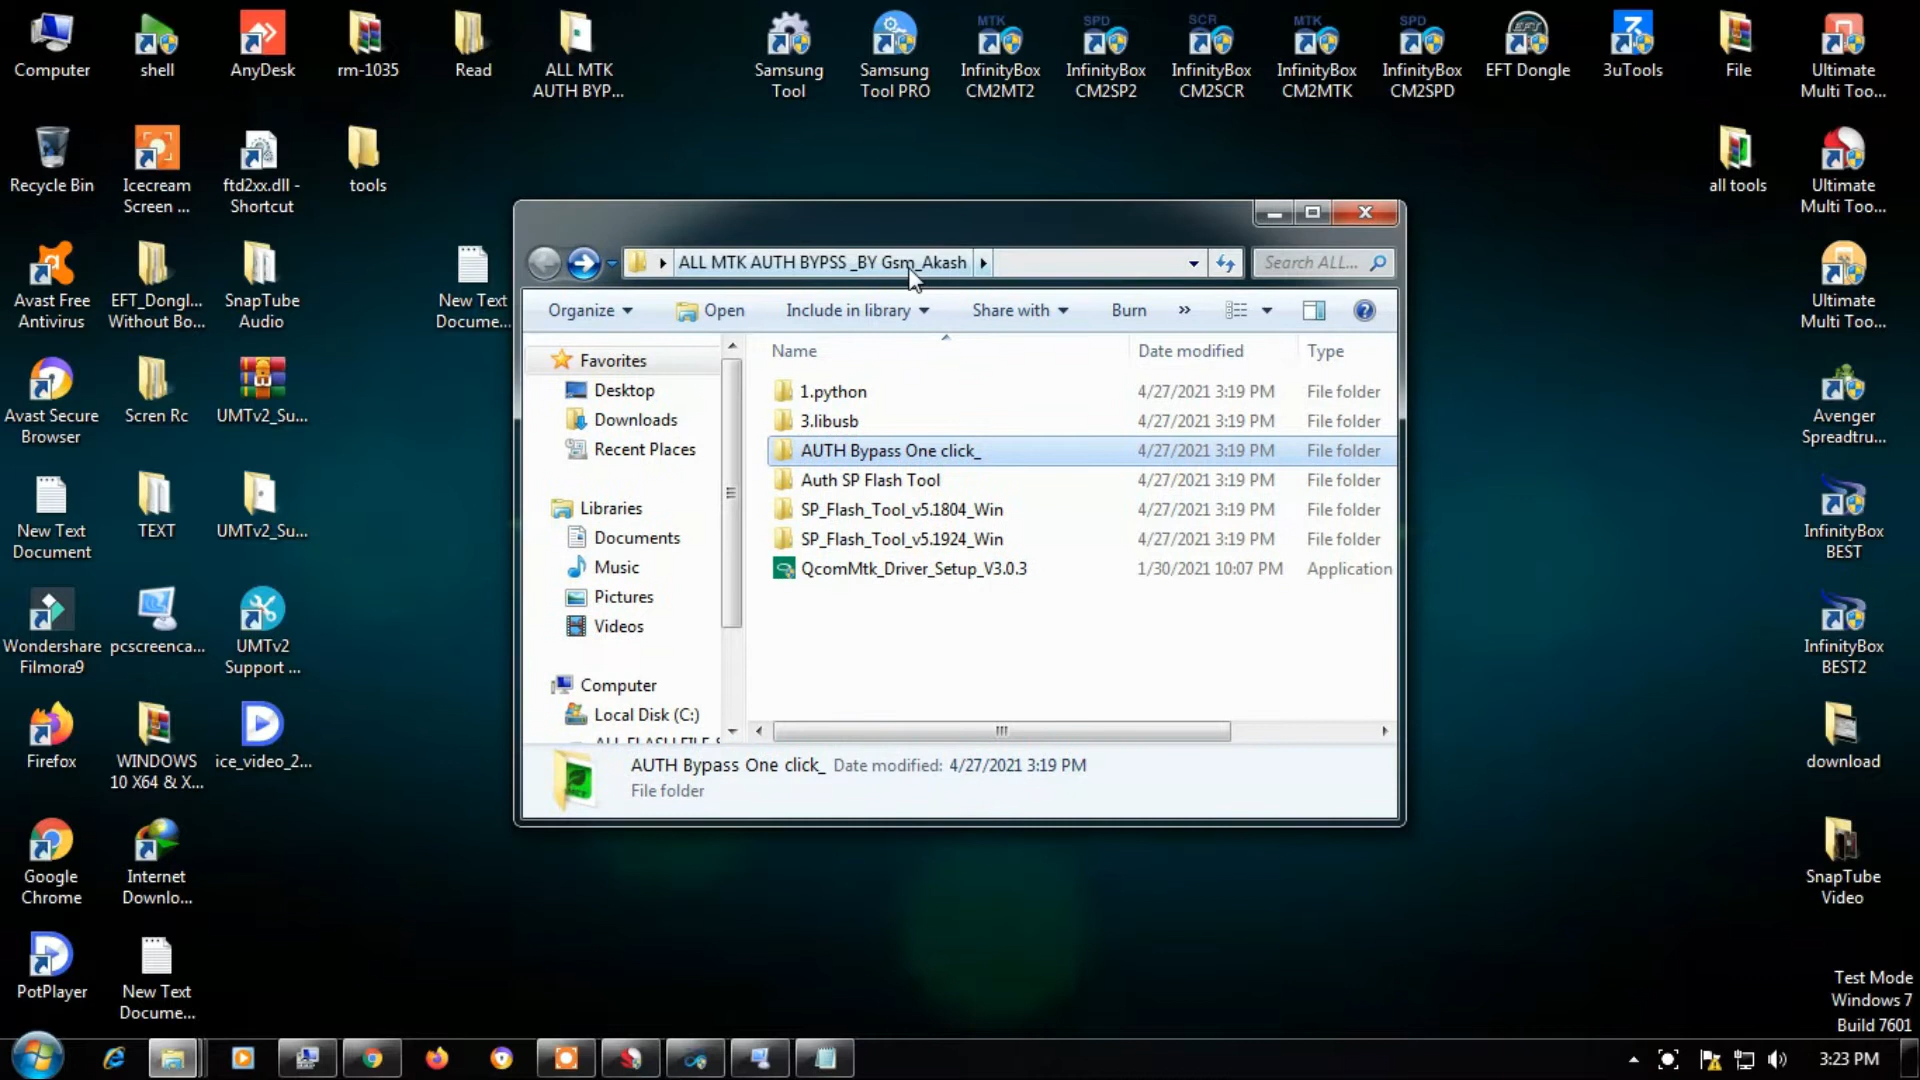 Computer
shell
AnyDesk
rm-1035
Read
ALL MTK
AUTH BYP...
Samsung
Tool
Samsung
Tool PRO
MTK
InfinityBox
CM2MT2
SPD
InfinityBox
CM2SP2
SCR
InfinityBox
CM2SCR
MTK
InfinityBox
CM2MTK
SPD
InfinityBox
CM2SPD
EFT
EFT Dongle
3uTools
File
Ultimate
Multi Too...
Recycle Bin
Icecream
Screen ...
ftd2xx.dll -
Shortcut
tools
all tools
Ultimate
Multi Too...
Avast Free
Antivirus
EFT_Dongl...
Without Bo...
SnapTube
Audio
New Text
Docume...
Ultimate
Multi Too...
Avast Secure
Browser
Scren Rc
UMTv2_Su...
Avenger
Spreadtru...
New Text
Document
TEXT
UMTv2_Su...
InfinityBox
BEST
Wondershare
Filmora9
pcscreenca...
UMTv2
Support ...
InfinityBox
BEST2
Firefox
WINDOWS
10 X64 & X...
ice_video_2...
download
Google
Chrome
Internet
Downlo...
SnapTube
Video
PotPlayer
New Text
Docume...
ALL MTK AUTH BYPSS _BY Gsm_Akash
Search ALL...
Organize
Open
Include in library
Share with
Burn
»
Name
Date modified
Type
Favorites
Desktop
Downloads
Recent Places
Libraries
Documents
Music
Pictures
Videos
Computer
Local Disk (C:)
ALL FLASH FILE S
1.python 4/27/2021 3:19 PM File folder
3.libusb 4/27/2021 3:19 PM File folder
AUTH Bypass One click_ 4/27/2021 3:19 PM File folder
Auth SP Flash Tool 4/27/2021 3:19 PM File folder
SP_Flash_Tool_v5.1804_Win 4/27/2021 3:19 PM File folder
SP_Flash_Tool_v5.1924_Win 4/27/2021 3:19 PM File folder
QcomMtk_Driver_Setup_V3.0.3 1/30/2021 10:07 PM Application
AUTH Bypass One click_ Date modified: 4/27/2021 3:19 PM
File folder
Test Mode
Windows 7
Build 7601
3:23 PM